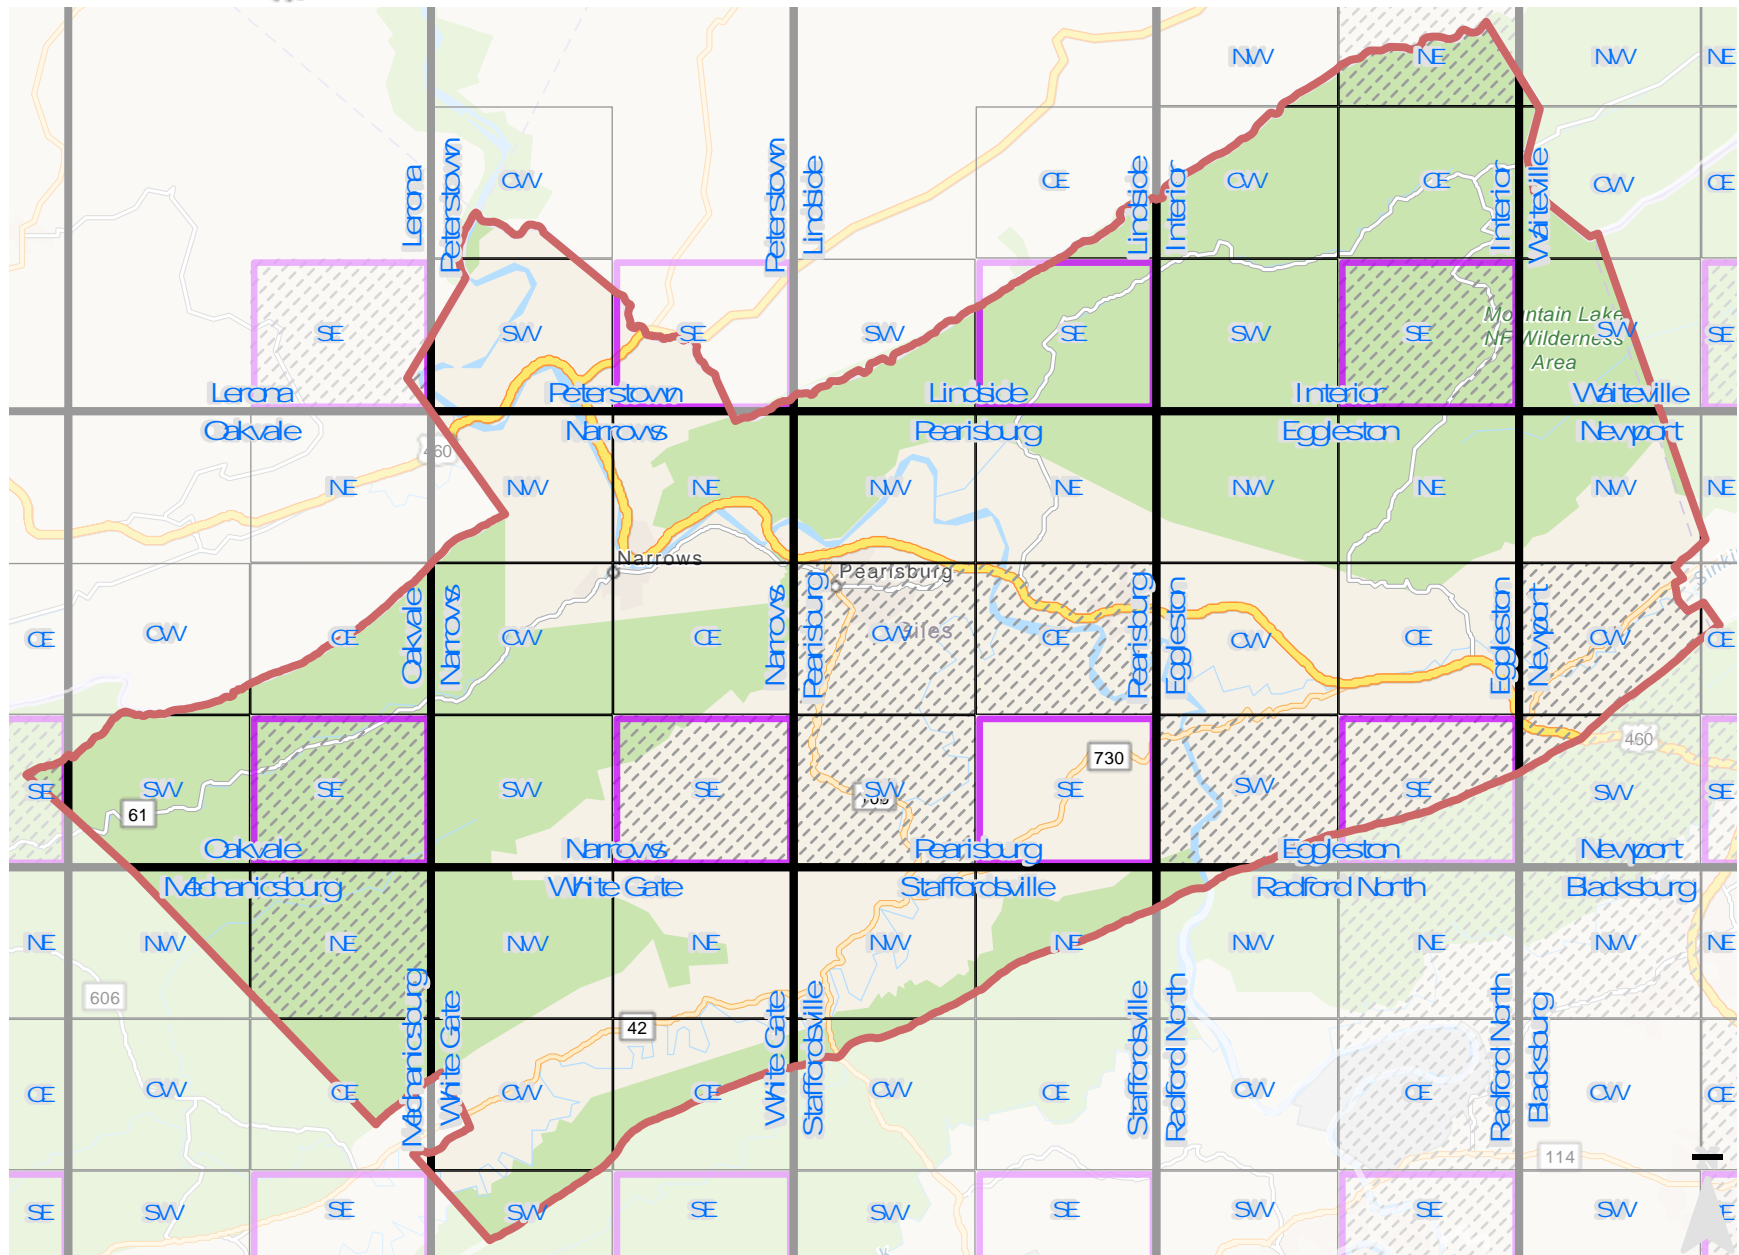 NW NE NW NE
CW CE CW CE CW CE
Leroma Peterstown Peterstown Lindside Lindside Interior Interior Waiteville
SE SW SE SW SE SW SE SW SE
Mountain Lake
NF Wilderness
Area
Leroma Peterstown Lindside Interior Waiteville
Oakvale Narrows Pearisburg Eggleston Newport
460
NE NW NE NW NE NW NE NW NE
Narrows
Pearisburg
Giles
CE CW CE CW CE CW CE CW CE CW CE
Oakvale Narrows Narrows Pearisburg Pearisburg Eggleston Eggleston Newport
730
460
SE SW SE SW SE SW SE SW SE SW SE
61
Oakvale Narrows Pearisburg Eggleston Newport
Mechanicsburg White Gate Staffordsville Radford North Blacksburg
NE NW NE NW NE NW NE NW NE NW NE
606
42
Mechanicsburg White Gate White Gate Staffordsville Staffordsville Radford North Radford North Blacksburg
CE CW CE CW CE CW CE CW CE CW CE
114
SE SW SE SW SE SW SE SW SE SW